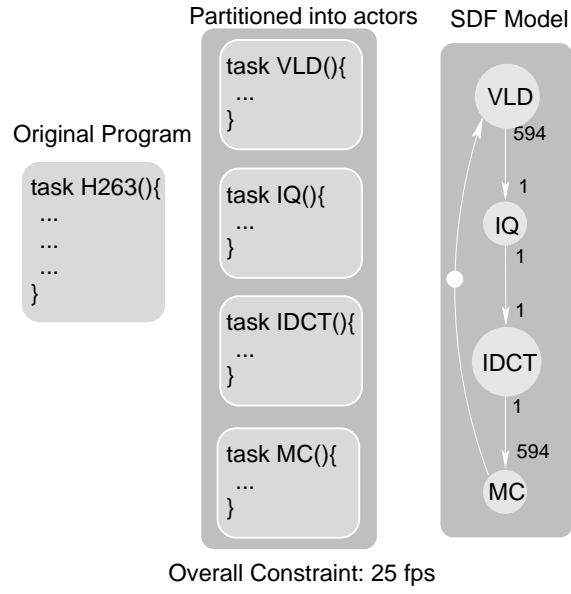 Partitioned into actors
SDF Model
Original Program
task H263(){
...
...
...
}
task VLD(){
...
}
task IQ(){
...
}
task IDCT(){
...
}
task MC(){
...
}
VLD
594
1
IQ
1
1
IDCT
1
594
MC
Overall Constraint: 25 fps